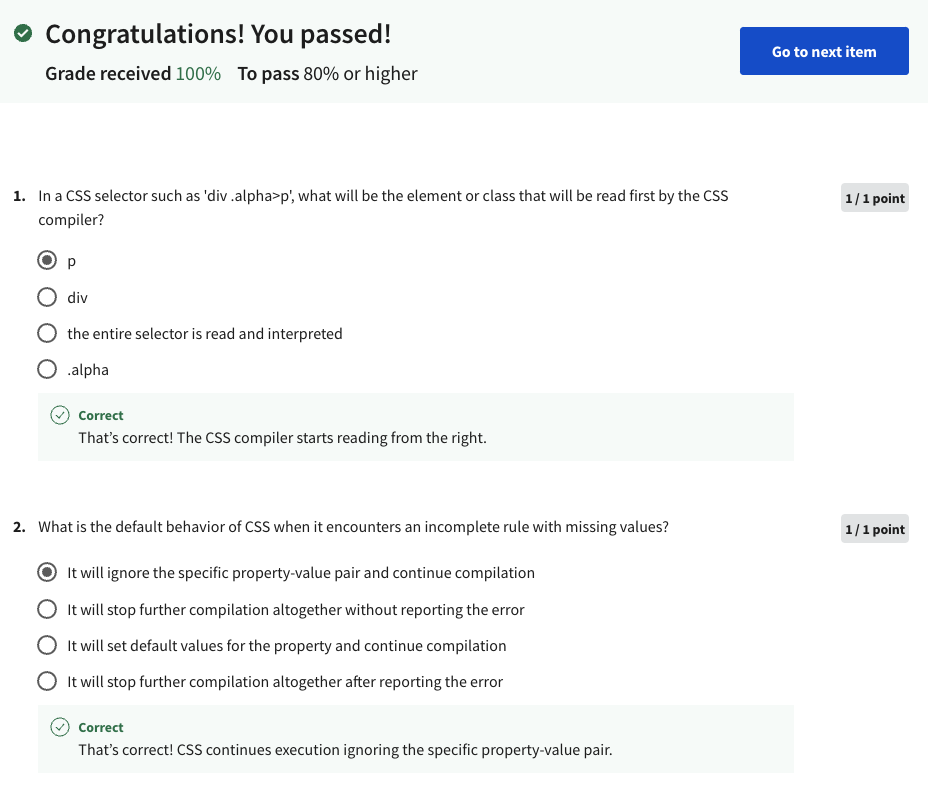 Congratulations! You passed!
Grade received 100% To pass 80% or higher
Go to next item
1. In a CSS selector such as 'div .alpha>p', what will be the element or class that will be read first by the CSS
compiler?
1 / 1 point
p
div
the entire selector is read and interpreted
.alpha
Correct
That’s correct! The CSS compiler starts reading from the right.
2. What is the default behavior of CSS when it encounters an incomplete rule with missing values?
1 / 1 point
It will ignore the specific property-value pair and continue compilation
It will stop further compilation altogether without reporting the error
It will set default values for the property and continue compilation
It will stop further compilation altogether after reporting the error
Correct
That’s correct! CSS continues execution ignoring the specific property-value pair.